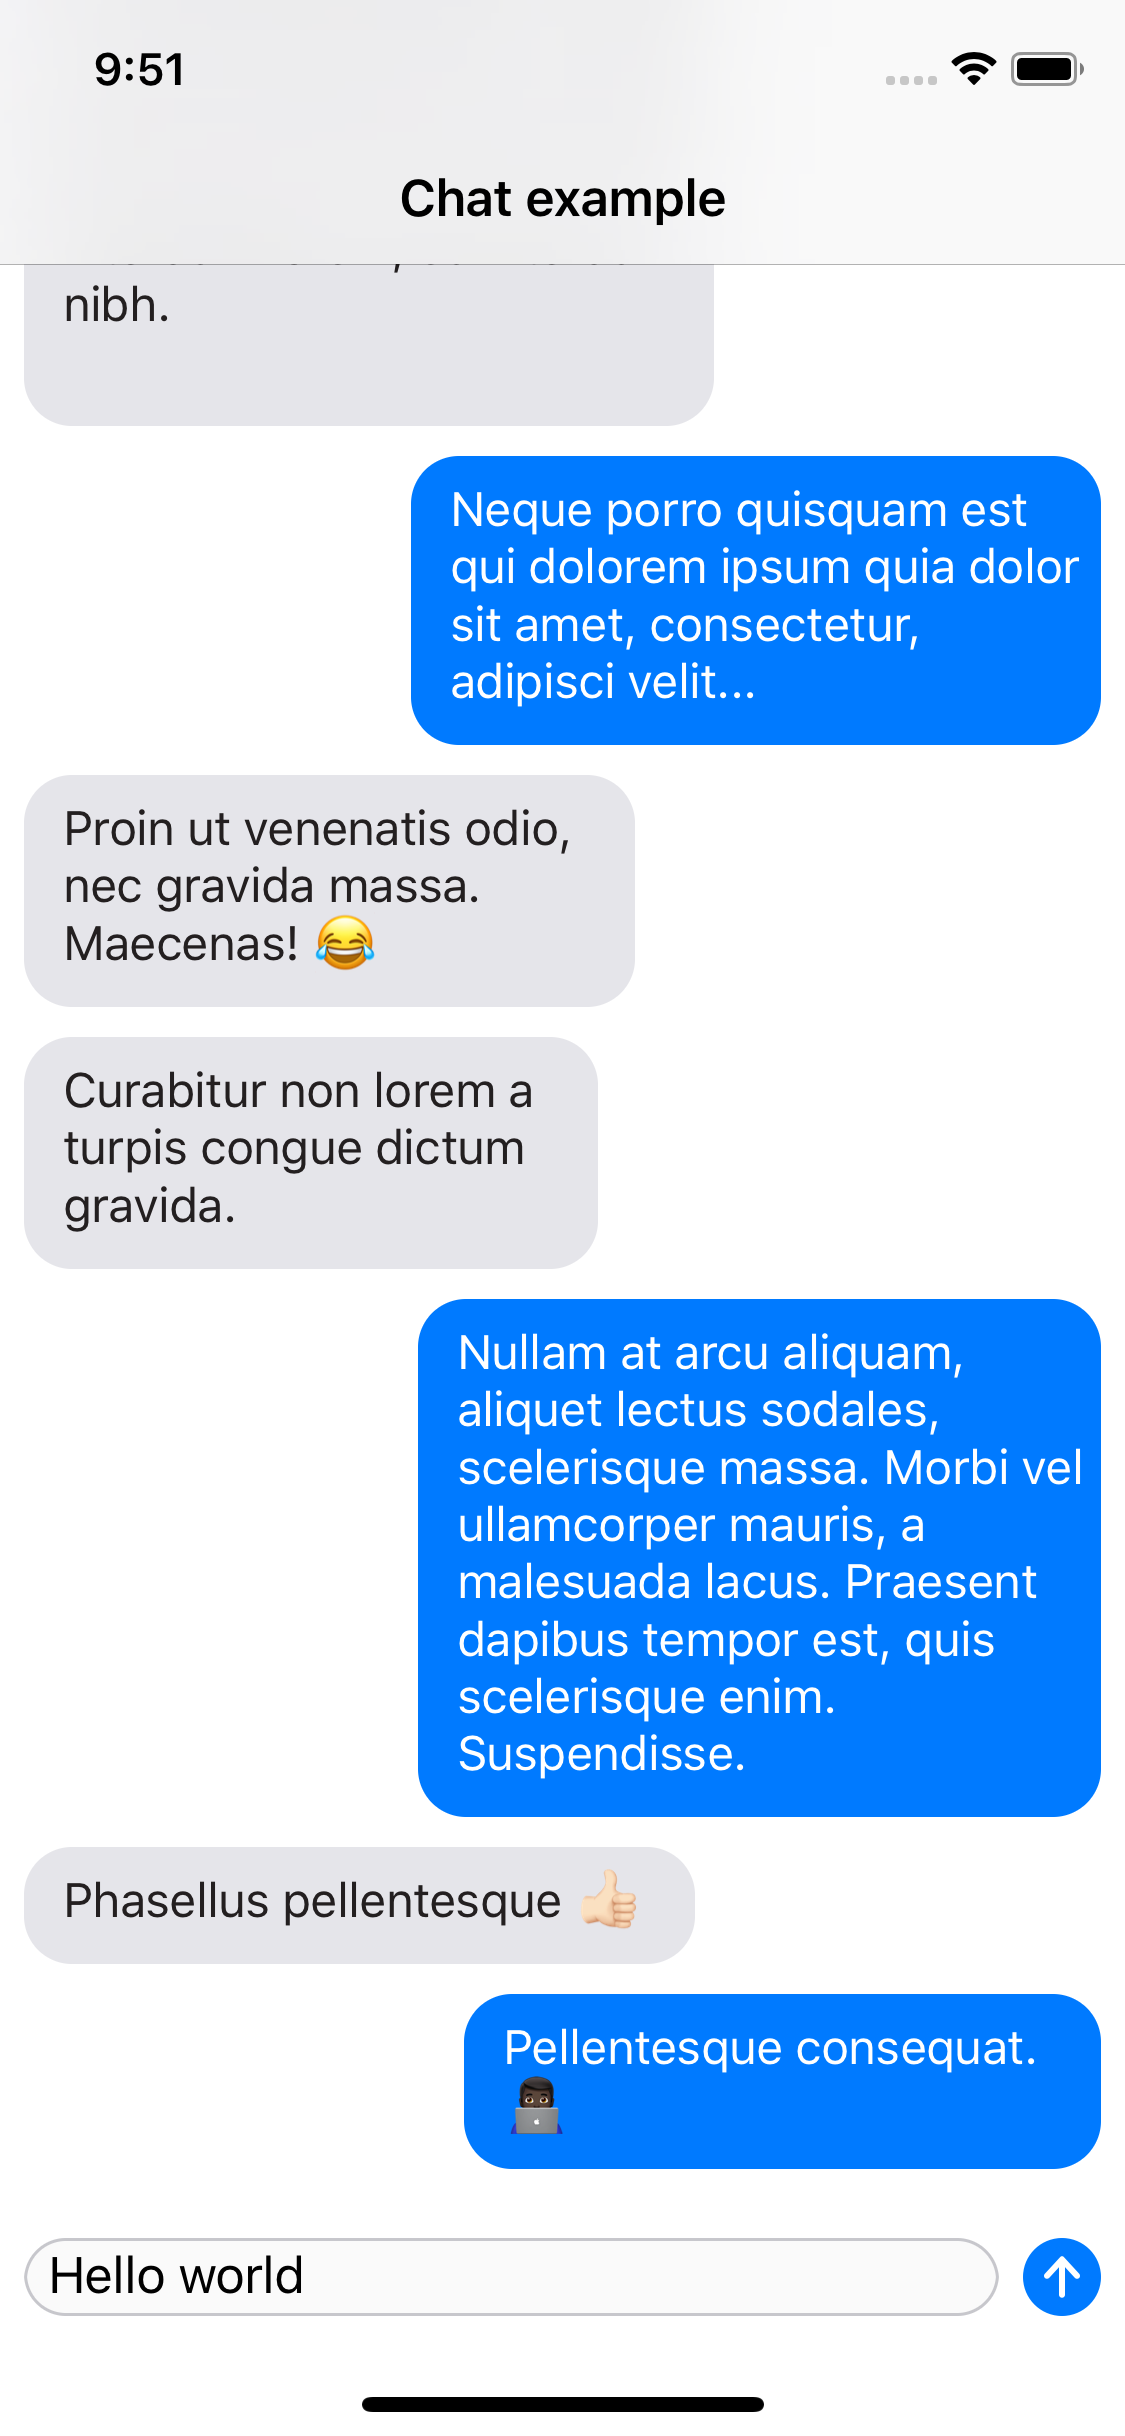 9:51
Chat example
nibh.
Neque porro quisquam est
qui dolorem ipsum quia dolor
sit amet, consectetur,
adipisci velit...
Proin ut venenatis odio,
nec gravida massa.
Maecenas! 😂
Curabitur non lorem a
turpis congue dictum
gravida.
Nullam at arcu aliquam,
aliquet lectus sodales,
scelerisque massa. Morbi vel
ullamcorper mauris, a
malesuada lacus. Praesent
dapibus tempor est, quis
scelerisque enim.
Suspendisse.
Phasellus pellentesque 👍🏻
Pellentesque consequat.
👨🏿‍💻
Hello world